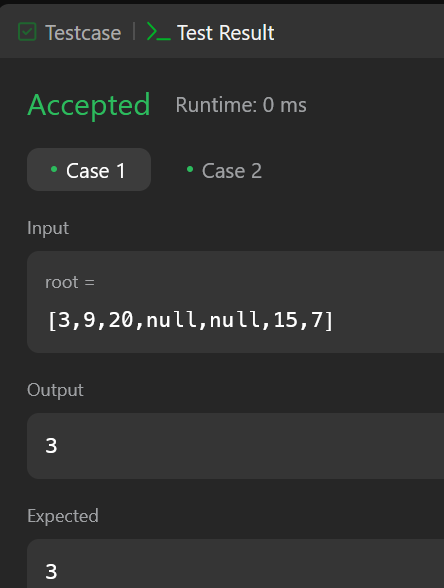 Testcase
Test Result
Accepted Runtime: 0 ms
Case 1 Case 2
Input
root =
[3,9,20,null,null,15,7]
Output
3
Expected
3